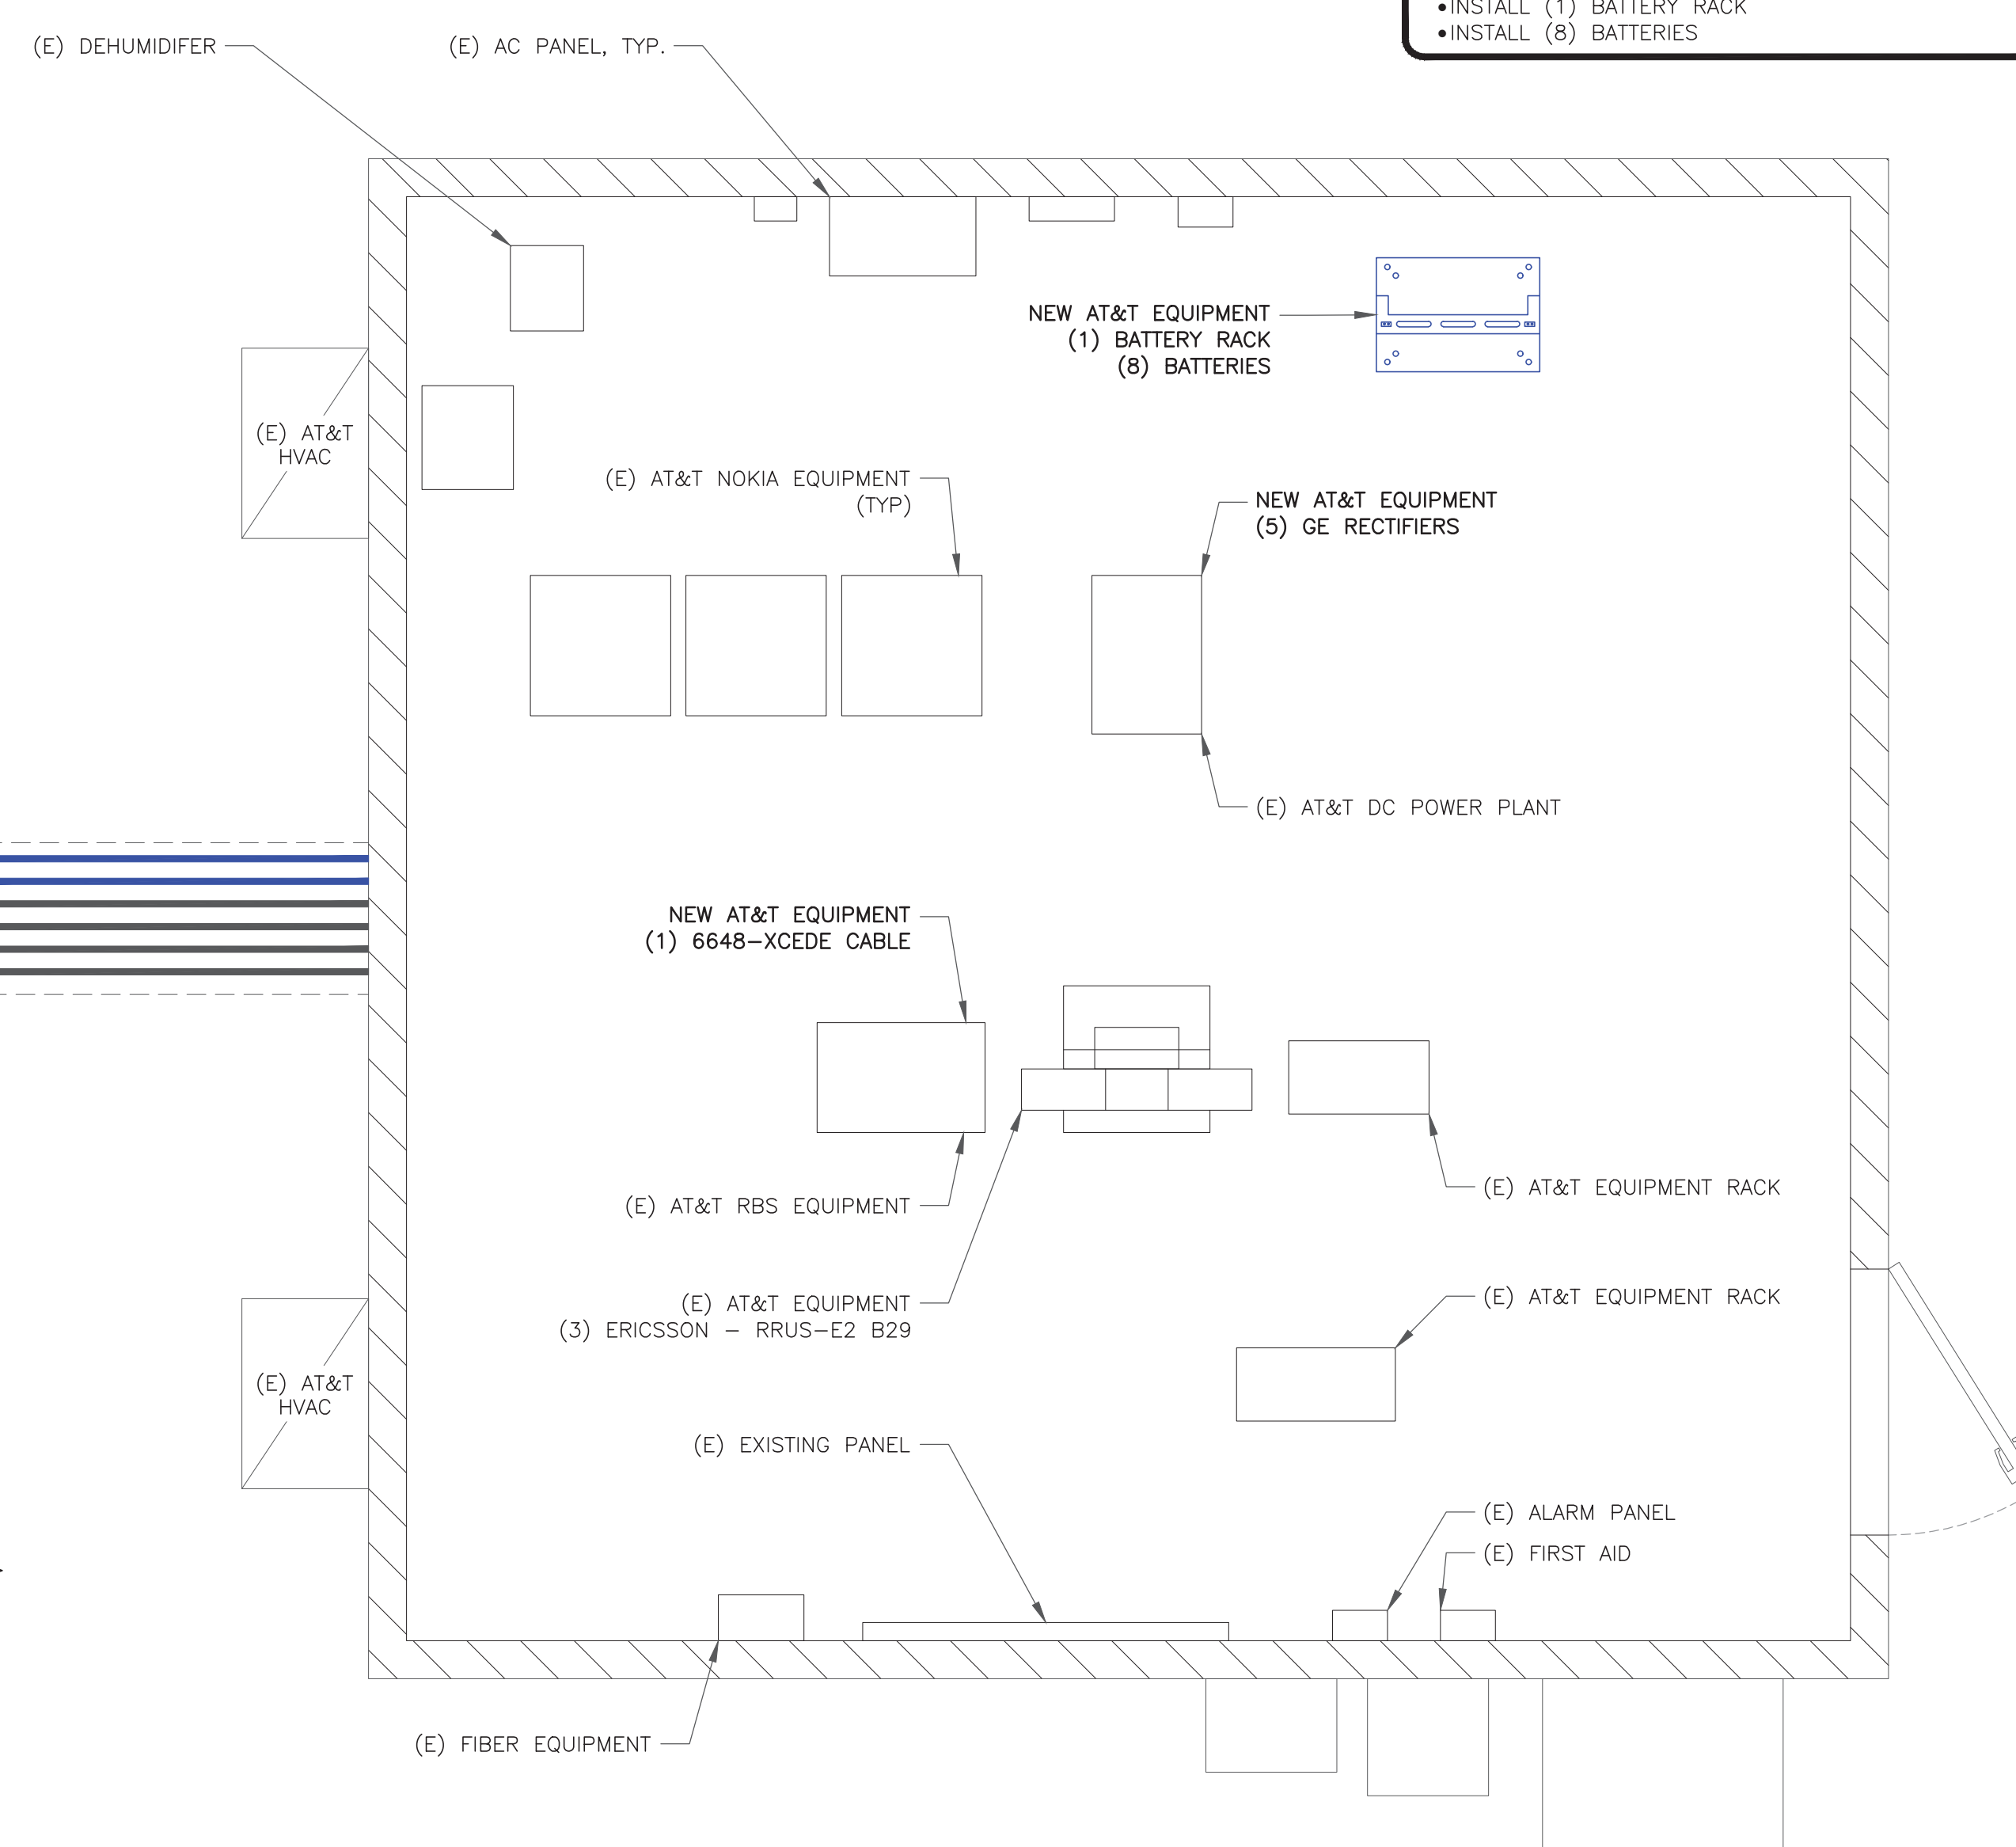 •INSTALL (1) BATTERY RACK
•INSTALL (8) BATTERIES
(E) DEHUMIDIFER
(E) AC PANEL, TYP.
NEW AT&T EQUIPMENT
(1) BATTERY RACK
(8) BATTERIES
(E) AT&T
HVAC
(E) AT&T NOKIA EQUIPMENT
(TYP)
NEW AT&T EQUIPMENT
(5) GE RECTIFIERS
(E) AT&T DC POWER PLANT
NEW AT&T EQUIPMENT
(1) 6648-XCEDE CABLE
(E) AT&T RBS EQUIPMENT
(E) AT&T EQUIPMENT RACK
(E) AT&T EQUIPMENT
(3) ERICSSON - RRUS-E2 B29
(E) AT&T EQUIPMENT RACK
(E) AT&T
HVAC
(E) EXISTING PANEL
(E) ALARM PANEL
(E) FIRST AID
(E) FIBER EQUIPMENT